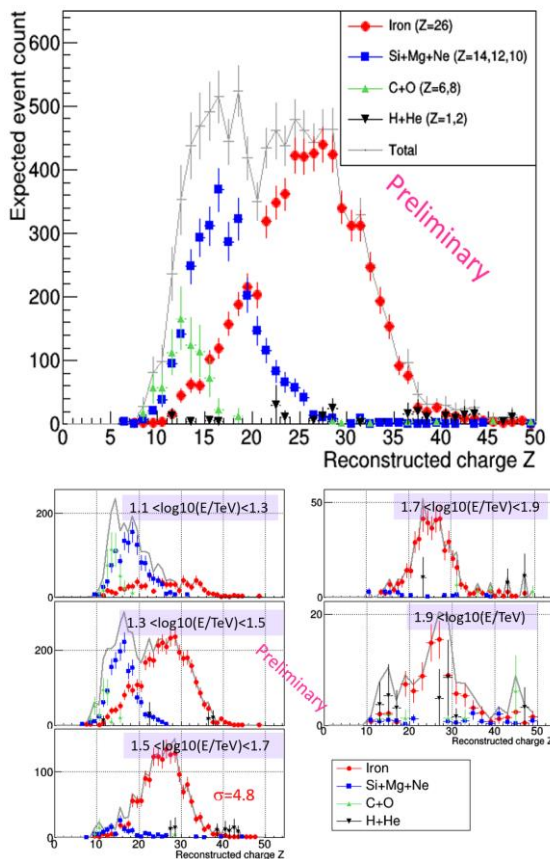 Expected event count
600
500
400
300
200
100
0
Iron (Z=26)
Si+Mg+Ne (Z=14,12,10)
C+O (Z=6,8)
H+He (Z=1,2)
Total
Preliminary
0 5 10 15 20 25 30 35 40 45 50
Reconstructed charge Z
1.1 <log10(E/TeV)<1.3
200
0
1.3 <log10(E/TeV)<1.5
200
0
Preliminary
1.5 <log10(E/TeV)<1.7
100
σ=4.8
0
0 10 20 30 40 50
Reconstructed charge Z
1.7 <log10(E/TeV)<1.9
50
0
1.9 <log10(E/TeV)
20
0
0 10 20 30 40 50
Reconstructed charge Z
Iron
Si+Mg+Ne
C+O
H+He